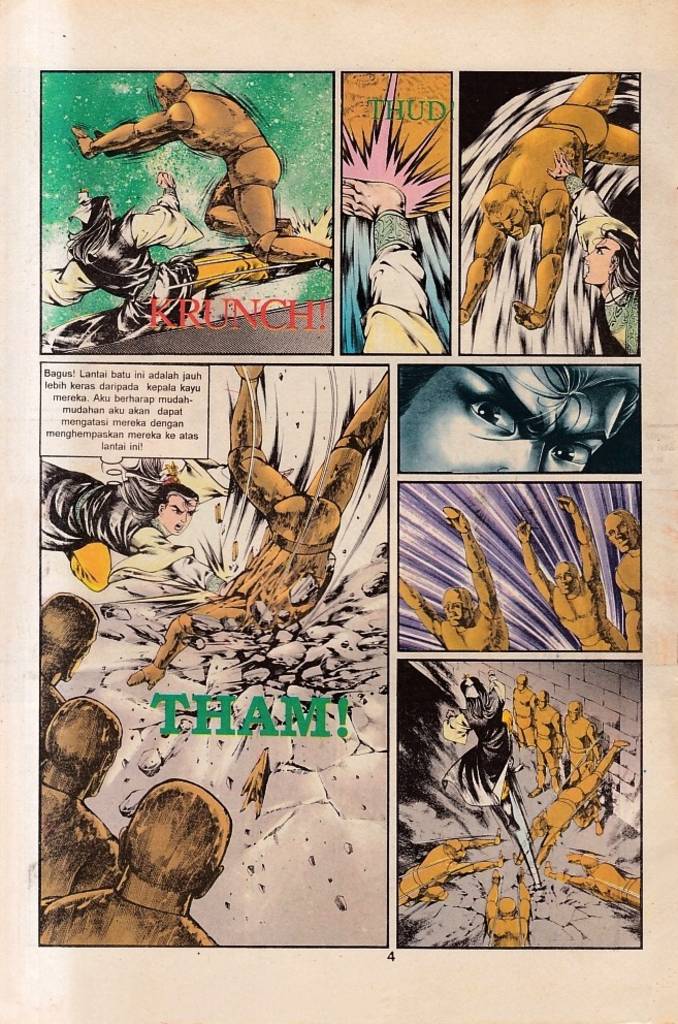 KRUNCH!
THUD!
Bagus! Lantai batu ini adalah jauh
lebih keras daripada kepala kayu
mereka. Aku berharap mudah-
mudahan aku akan dapat
mengatasi mereka dengan
menghempaskan mereka ke atas
lantai ini!
THAM!
4